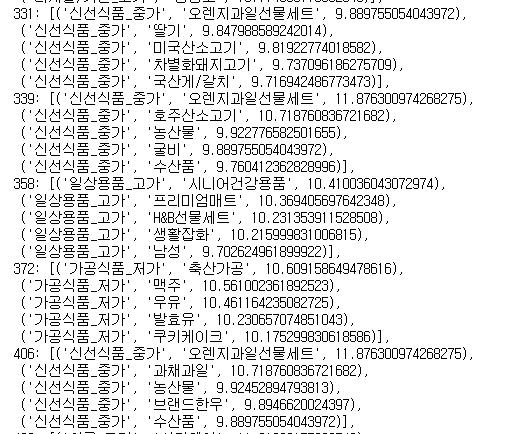 331: [('신선식품_중가', '오렌지과일선물세트', 9.889755054043972),
('신선식품_중가', '딸기', 9.847988589242014),
('신선식품_중가', '미국산소고기', 9.81922774018582),
('신선식품_중가', '차별화돼지고기', 9.737096186275709),
('신선식품_중가', '국산게/갈치', 9.716942486773473)],
339: [('신선식품_중가', '오렌지과일선물세트', 11.876300974268275),
('신선식품_중가', '호주산소고기', 10.718760836721682),
('신선식품_중가', '농산물', 9.922776582501655),
('신선식품_중가', '굴비', 9.889755054043972),
('신선식품_중가', '수산품', 9.760412362828996)],
358: [('일상용품_고가', '시니어건강용품', 10.410036043072974),
('일상용품_고가', '프리미엄매트', 10.369405697642348),
('일상용품_고가', 'H&B선물세트', 10.231353911528508),
('일상용품_고가', '생활잡화', 10.215999831006815),
('일상용품_고가', '남성', 9.702624961899922)],
372: [('가공식품_저가', '축산가공', 10.609158649478616),
('가공식품_저가', '맥주', 10.561002361892523),
('가공식품_저가', '우유', 10.461164235082725),
('가공식품_저가', '발효유', 10.230657074851043),
('가공식품_저가', '쿠키케이크', 10.175299830618586)],
406: [('신선식품_중가', '오렌지과일선물세트', 11.876300974268275),
('신선식품_중가', '과채과일', 10.718760836721682),
('신선식품_중가', '농산물', 9.92452894793813),
('신선식품_중가', '브랜드한우', 9.8946620024397),
('신선식품_중가', '수산품', 9.889755054043972)],